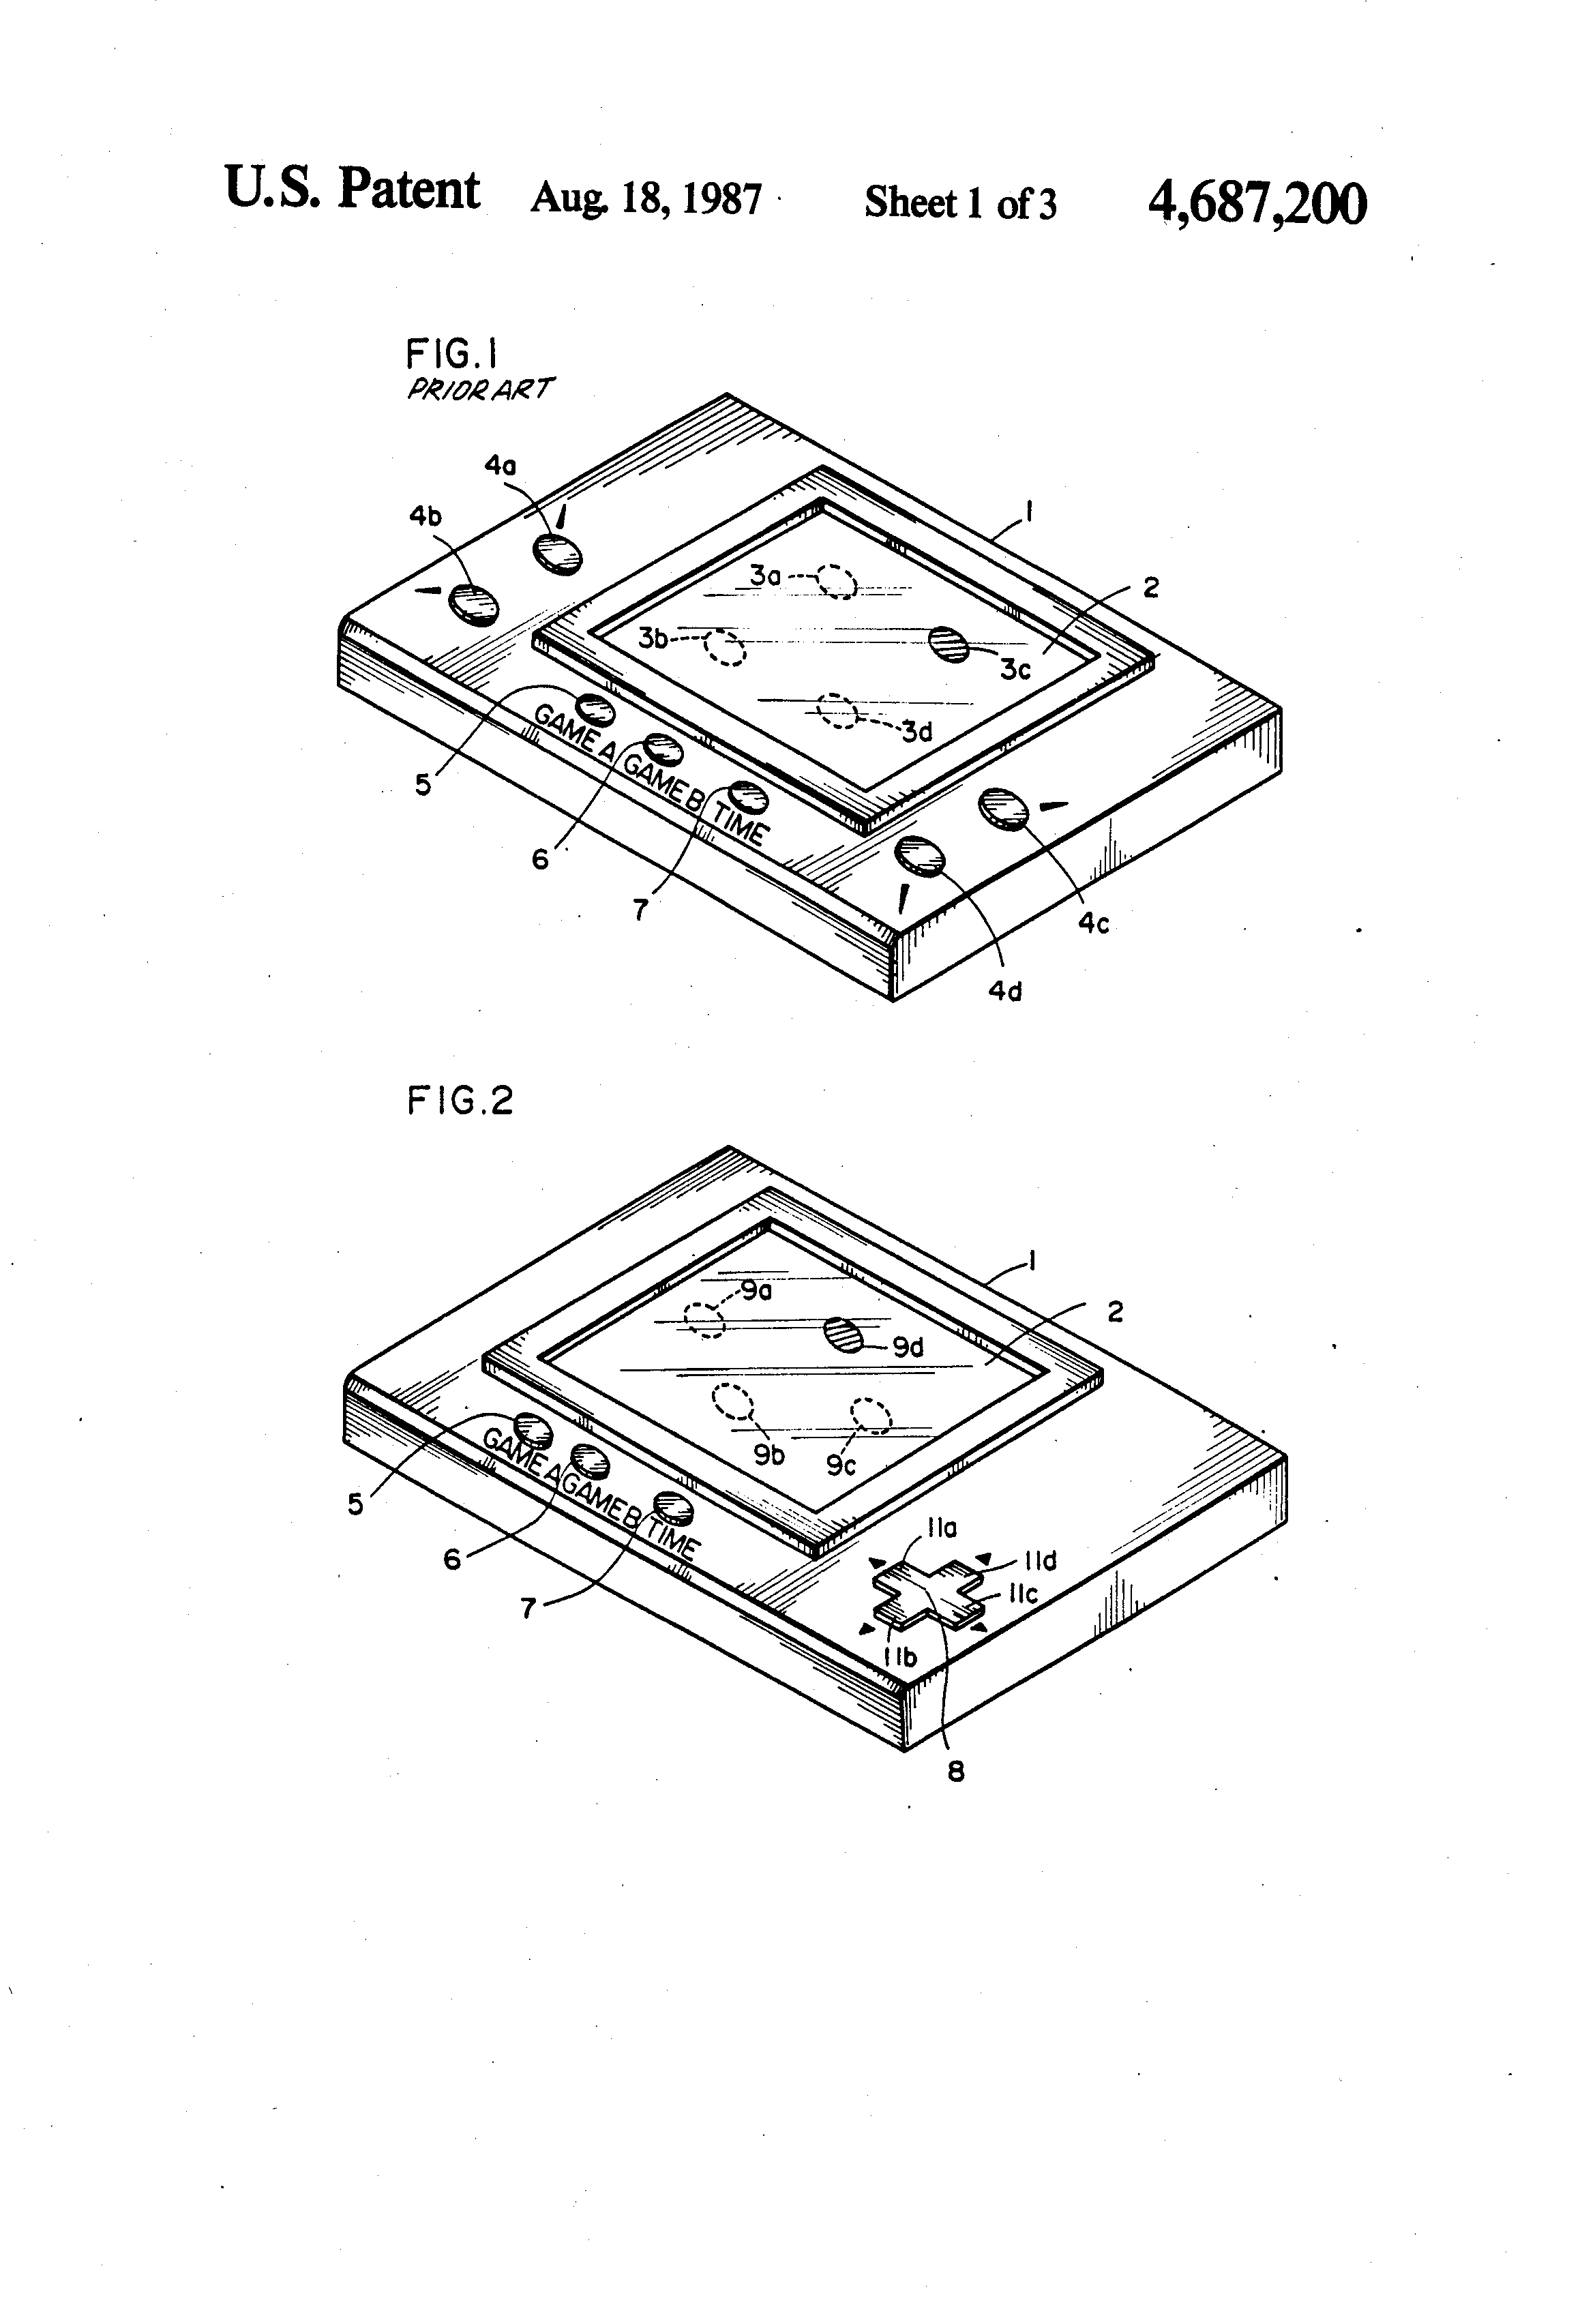 U.S. Patent Aug. 18, 1987 Sheet 1 of 3 4,687,200
FIG.1
PRIOR ART
4a
4b
1
3a
2
3b
3c
3d
GAME A
GAME B
TIME
5
6
7
4c
4d
FIG.2
1
9a
2
9d
9b
9c
GAME A
GAME B
TIME
5
6
7
11a
11d
11c
11b
8